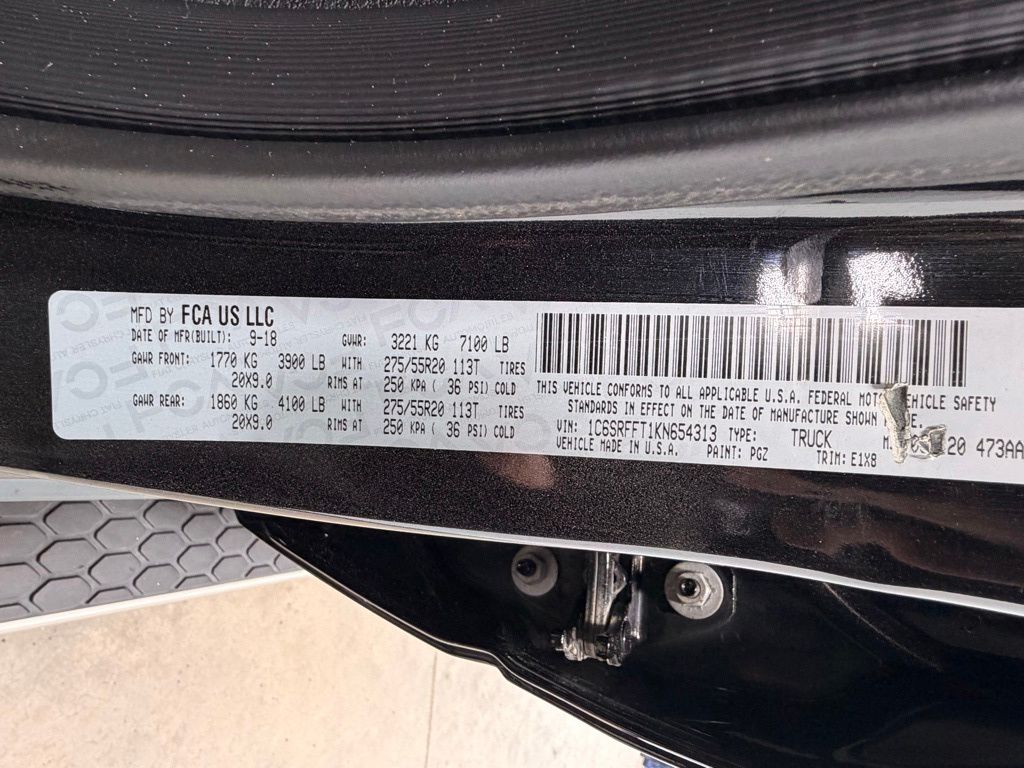 MFD BY FCA US LLC
DATE OF MFR(BUILT): 9-18 GVWR: 3221 KG 7100 LB
GAWR FRONT: 1770 KG 3900 LB WITH 275/55R20 113T TIRES
20X9.0 RIMS AT 250 KPA ( 36 PSI) COLD
GAWR REAR: 1860 KG 4100 LB WITH 275/55R20 113T TIRES
20X9.0 RIMS AT 250 KPA ( 36 PSI) COLD
THIS VEHICLE CONFORMS TO ALL APPLICABLE U.S.A. FEDERAL MOTOR VEHICLE SAFETY
STANDARDS IN EFFECT ON THE DATE OF MANUFACTURE SHOWN
VIN: 1C6SRFFT1KN654313 TYPE: TRUCK
VEHICLE MADE IN U.S.A. PAINT: PGZ TRIM: E1X8 20 473AA